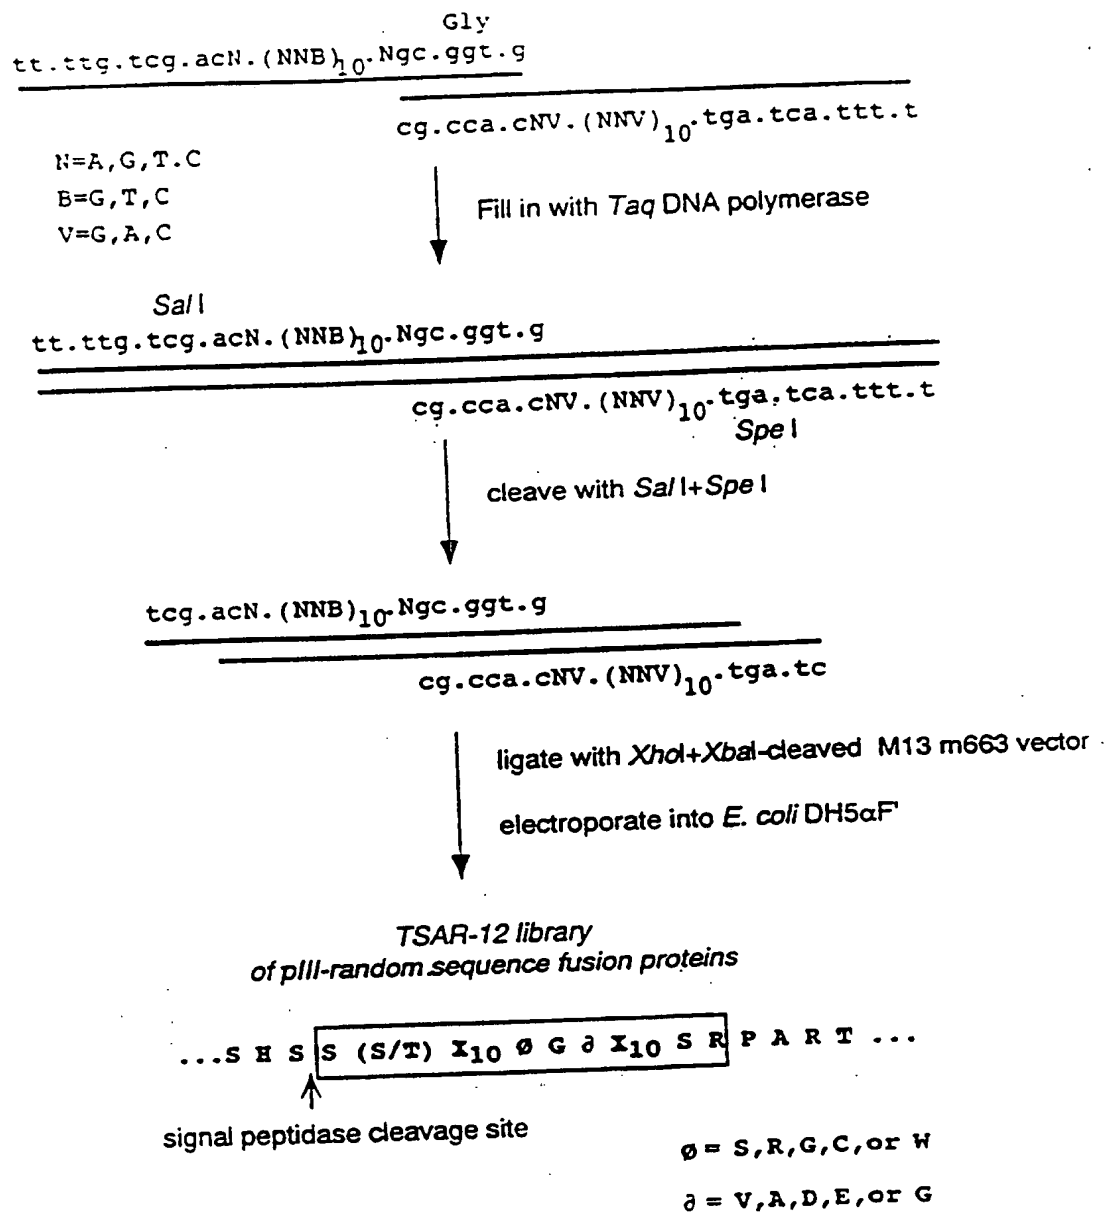 Gly
tt.ttg.tcg.acN.(NNB)10.Ngc.ggt.g
cg.cca.cNV.(NNV)10.tga.tca.ttt.t
N=A,G,T.C
B=G,T,C
V=G,A,C
Fill in with Taq DNA polymerase
Sal I
tt.ttg.tcg.acN.(NNB)10.Ngc.ggt.g
cg.cca.cNV.(NNV)10.tga.tca.ttt.t
Spe I
cleave with Sal I+Spe I
tcg.acN.(NNB)10.Ngc.ggt.g
cg.cca.cNV.(NNV)10.tga.tc
ligate with XhoI+XbaI-cleaved M13 m663 vector
electroporate into E. coli DH5αF'
TSAR-12 library
of pIII-random sequence fusion proteins
...S H S S (S/T) X10 ø G ∂ X10 S R P A R T ...
signal peptidase cleavage site
ø= S,R,G,C,or W
∂ = V,A,D,E,or G